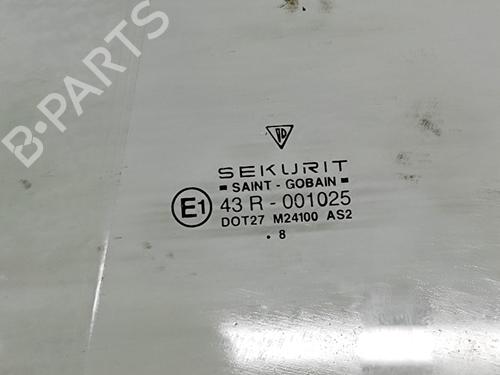 B-PARTS
SEKURIT
SAINT - GOBAIN
E1 43 R - 001025
DOT27 M24100 AS2
. 8